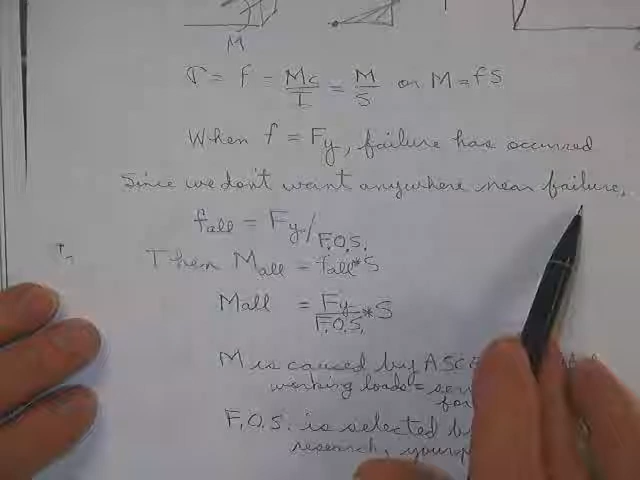 M
σ = f = Mc/I = M/S or M = fS
When f = Fy, failure has occurred
Since we don't want anywhere near failure,
fall = Fy/F.O.S.
Then Mall = fall*S
Mall = Fy/F.O.S. * S
M is caused by ASCE
working loads =
F.O.S. is selected
research,